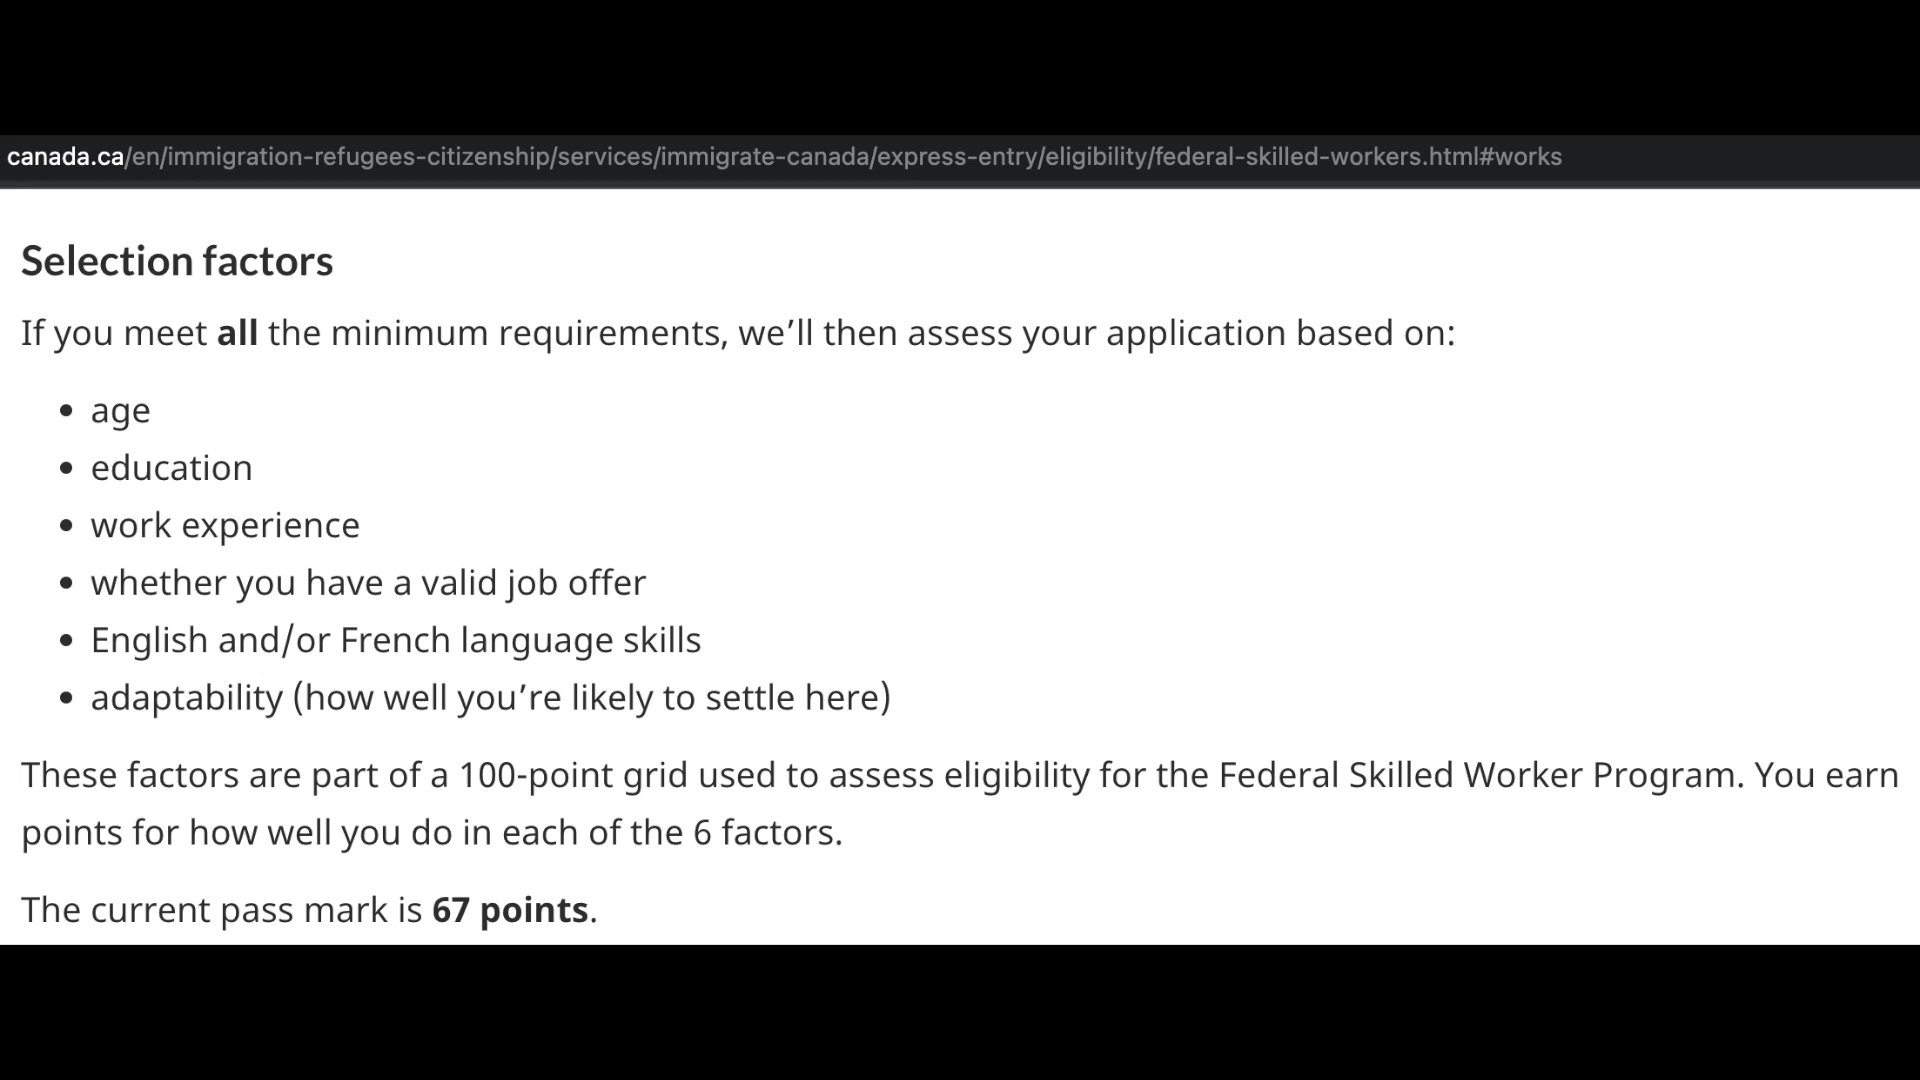 canada.ca/en/immigration-refugees-citizenship/services/immigrate-canada/express-entry/eligibility/federal-skilled-workers.html#works
Selection factors
If you meet all the minimum requirements, we’ll then assess your application based on:
• age
• education
• work experience
• whether you have a valid job offer
• English and/or French language skills
• adaptability (how well you’re likely to settle here)
These factors are part of a 100-point grid used to assess eligibility for the Federal Skilled Worker Program. You earn
points for how well you do in each of the 6 factors.
The current pass mark is 67 points.